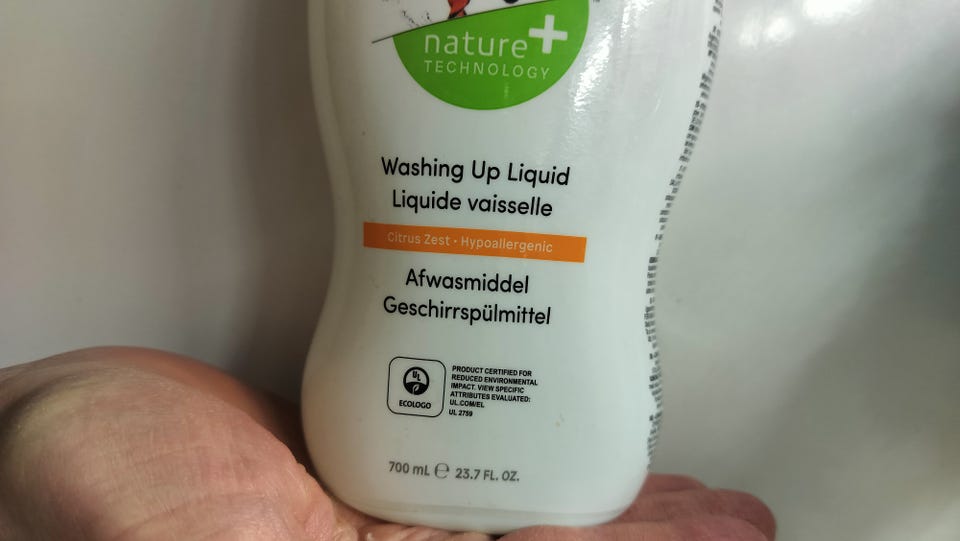 nature+
TECHNOLOGY
Washing Up Liquid
Liquide vaisselle
Citrus Zest • Hypoallergenic
Afwasmiddel
Geschirrspülmittel
UL
ECOLOGO
PRODUCT CERTIFIED FOR
REDUCED ENVIRONMENTAL
IMPACT. VIEW SPECIFIC
ATTRIBUTES EVALUATED:
UL.COM/EL
UL 2759
700 mL ℮ 23.7 FL. OZ.